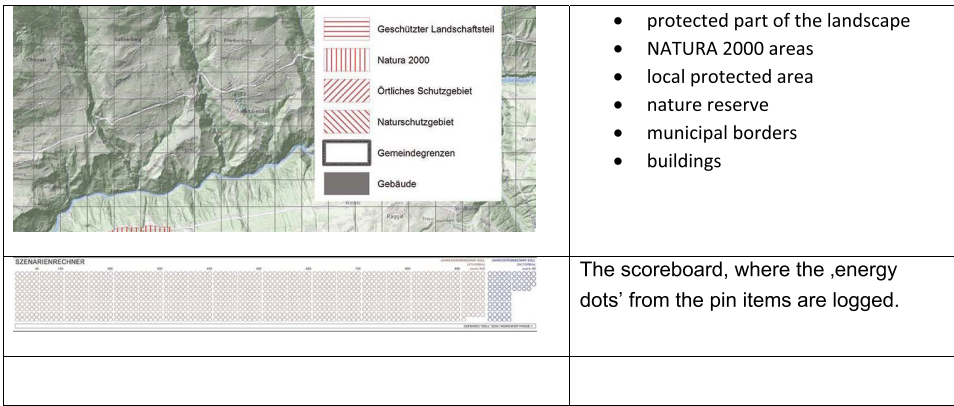 Geschützter Landschaftsteil
Natura 2000
Örtliches Schutzgebiet
Naturschutzgebiet
Gemeindegrenzen
Gebäude
Raggal
• protected part of the landscape
• NATURA 2000 areas
• local protected area
• nature reserve
• municipal borders
• buildings
SZENARIENRECHNER
The scoreboard, where the ‚energy
dots’ from the pin items are logged.